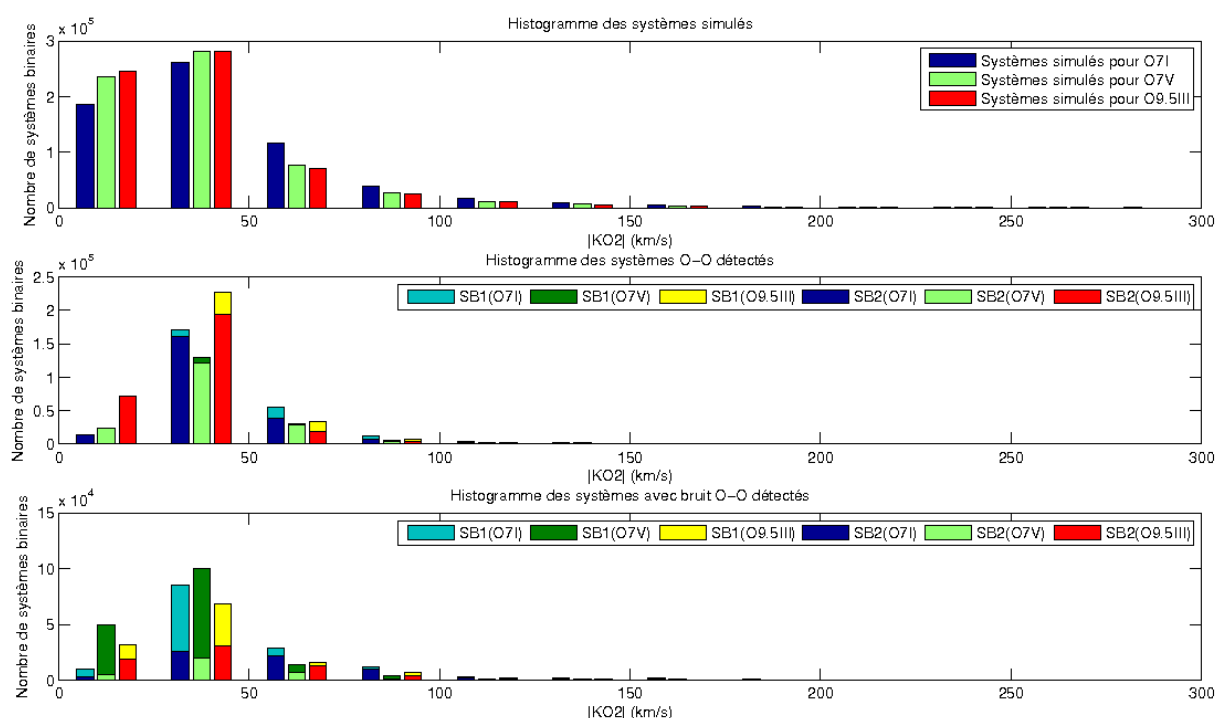 Histogramme des systèmes simulés
x 10^5
Nombre de systèmes binaires
3
2
1
0
Systèmes simulés pour O7I
Systèmes simulés pour O7V
Systèmes simulés pour O9.5III
0 50 100 150 200 250 300
|KO2| (km/s)
Histogramme des systèmes O−O détectés
x 10^5
Nombre de systèmes binaires
2.5
2
1.5
1
0.5
0
SB1(O7I) SB1(O7V) SB1(O9.5III) SB2(O7I) SB2(O7V) SB2(O9.5III)
0 50 100 150 200 250 300
|KO2| (km/s)
Histogramme des systèmes avec bruit O−O détectés
x 10^4
Nombre de systèmes binaires
15
10
5
0
SB1(O7I) SB1(O7V) SB1(O9.5III) SB2(O7I) SB2(O7V) SB2(O9.5III)
0 50 100 150 200 250 300
|KO2| (km/s)